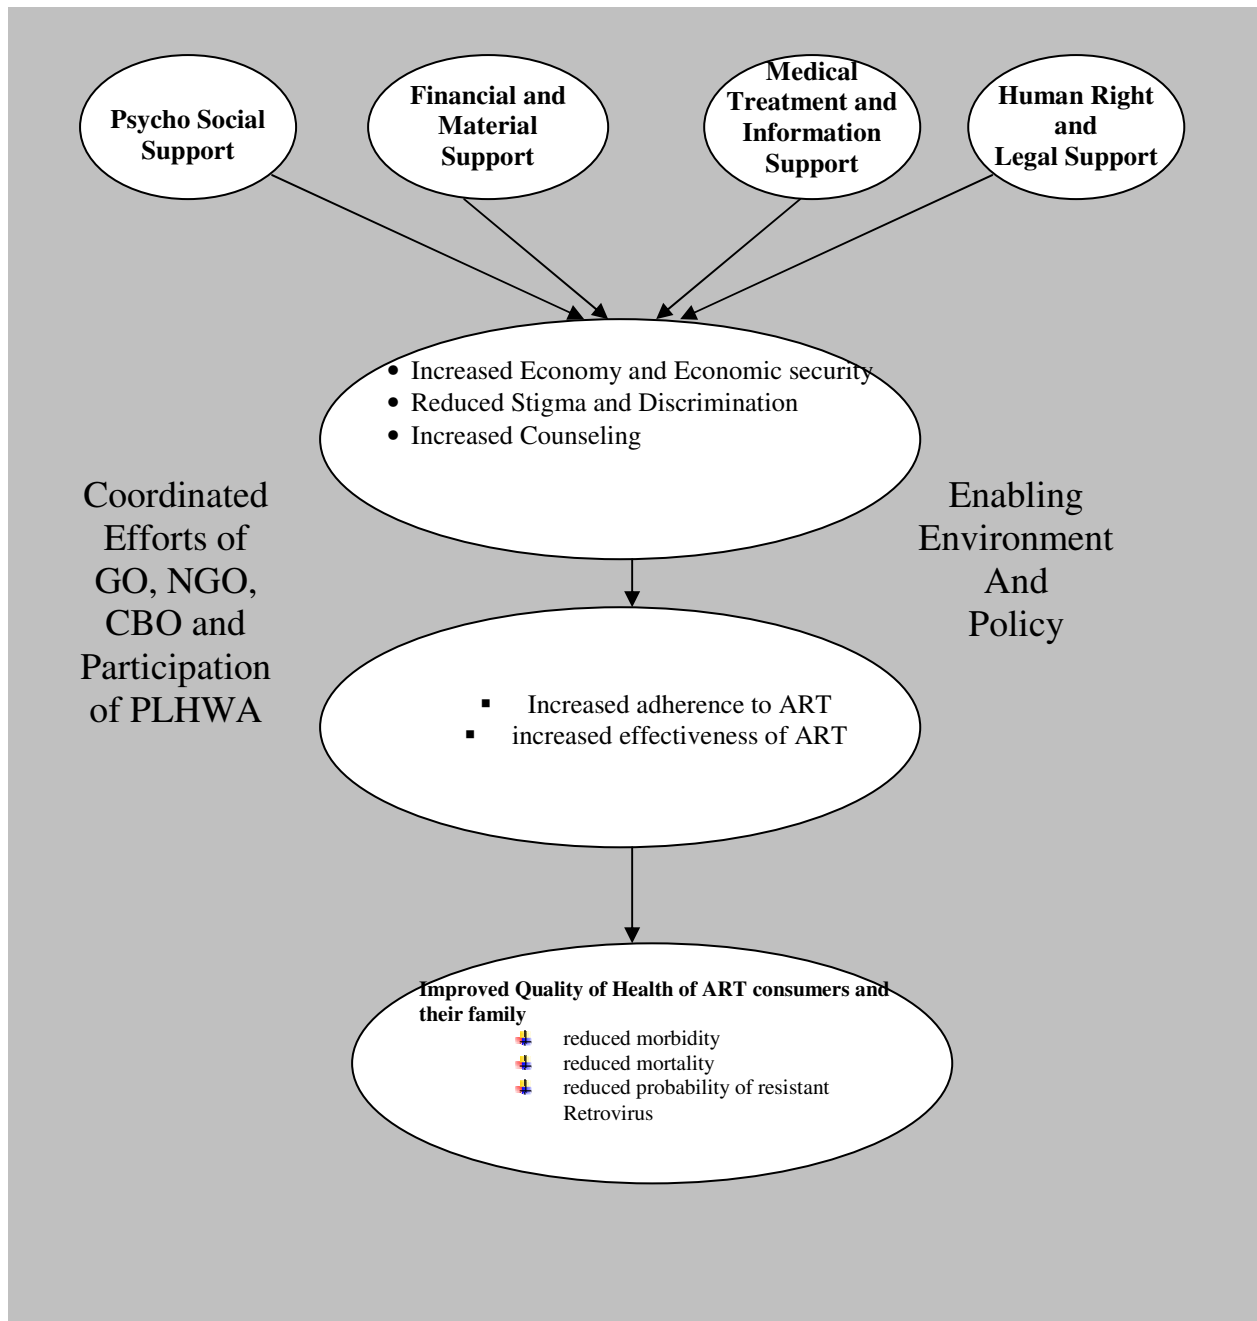 Psycho Social
Support
Financial and
Material
Support
Medical
Treatment and
Information
Support
Human Right
and
Legal Support
• Increased Economy and Economic security
• Reduced Stigma and Discrimination
• Increased Counseling
Coordinated
Efforts of
GO, NGO,
CBO and
Participation
of PLHWA
Enabling
Environment
And
Policy
▪ Increased adherence to ART
▪ increased effectiveness of ART
Improved Quality of Health of ART consumers and
their family
reduced morbidity
reduced mortality
reduced probability of resistant
Retrovirus